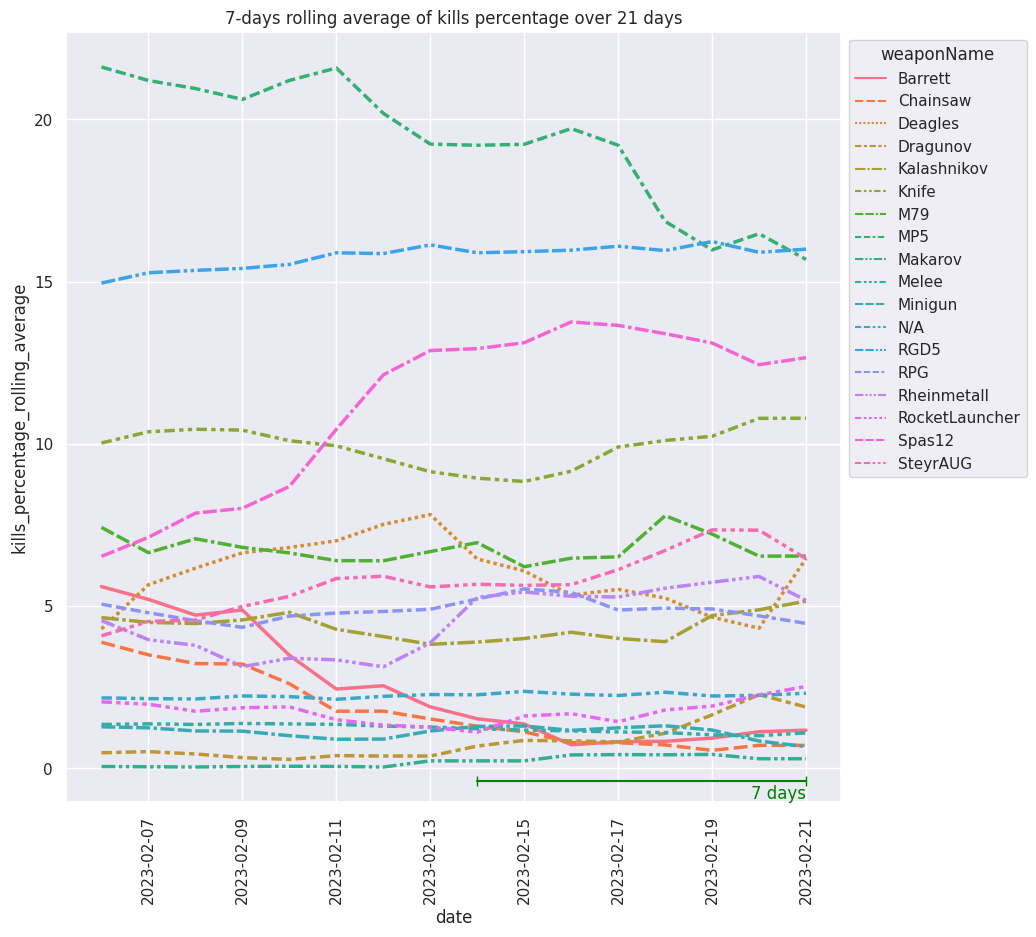 7-days rolling average of kills percentage over 21 days
kills_percentage_rolling_average
20
15
10
5
0
weaponName
Barrett
Chainsaw
Deagles
Dragunov
Kalashnikov
Knife
M79
MP5
Makarov
Melee
Minigun
N/A
RGD5
RPG
Rheinmetall
RocketLauncher
Spas12
SteyrAUG
7 days
2023-02-07
2023-02-09
2023-02-11
2023-02-13
2023-02-15
2023-02-17
2023-02-19
2023-02-21
date